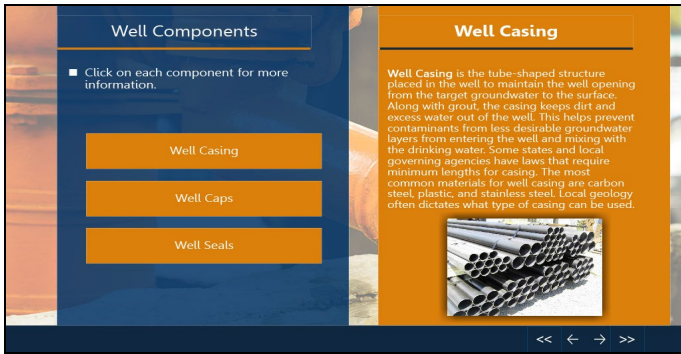 Well Components
■ Click on each component for more
information.
Well Casing
Well Caps
Well Seals
Well Casing
Well Casing is the tube-shaped structure
placed in the well to maintain the well opening
from the target groundwater to the surface.
Along with grout, the casing keeps dirt and
excess water out of the well. This helps prevent
contaminants from less desirable groundwater
layers from entering the well and mixing with
the drinking water. Some states and local
governing agencies have laws that require
minimum lengths for casing. The most
common materials for well casing are carbon
steel, plastic, and stainless steel. Local geology
often dictates what type of casing can be used.
<< ← → >>